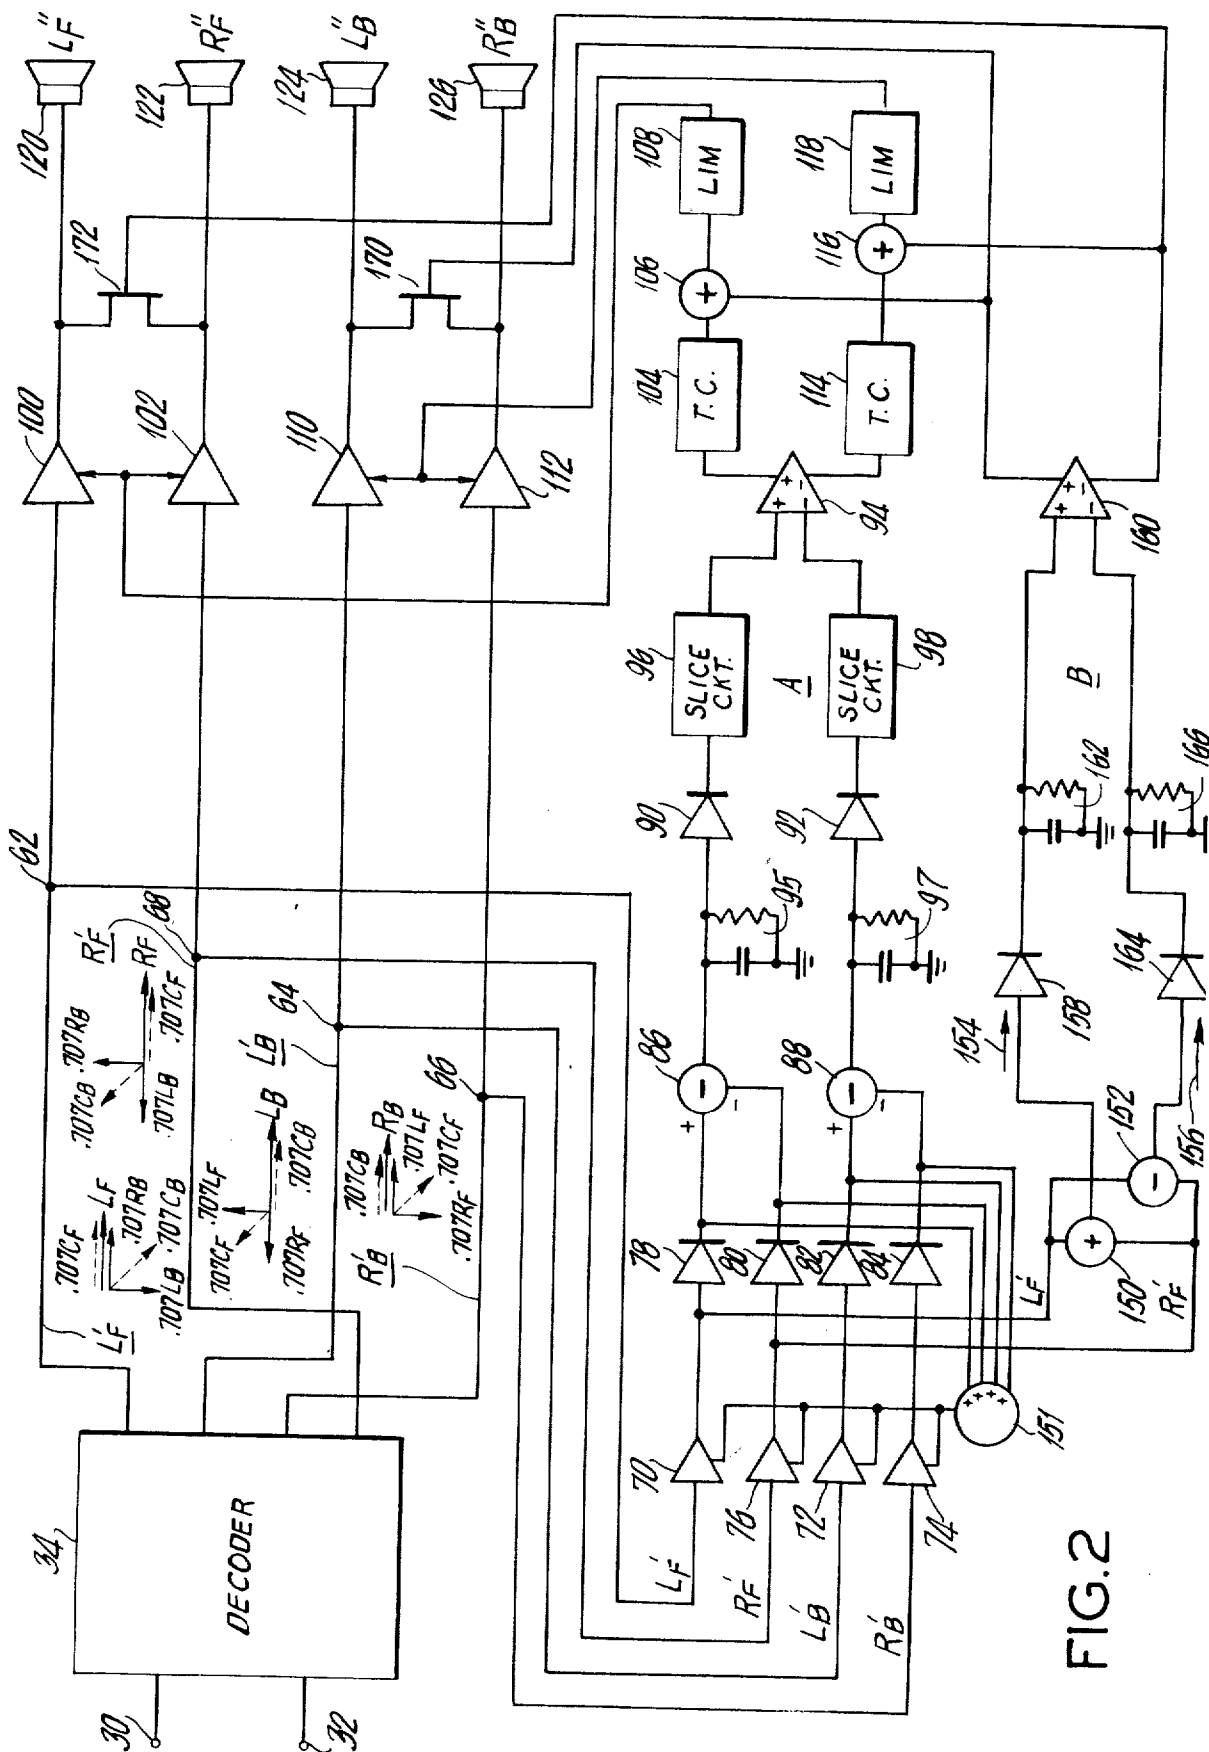 FIG.2
30
32
34
DECODER
L'F
.707CF
LF
.707RB
.707CB
.707LB
62
R'F
68
RF
.707CF
.707RB
.707CB
.707LB
L'B
64
LB
.707CB
.707LF
.707CF
.707RF
R'B
66
.707CB
RB
.707LF
.707CF
.707RF
100
102
110
112
172
170
120
L''F
122
R''F
124
L''B
126
R''B
L'F
70
R'F
76
L'B
72
R'B
74
151
78
80
82
84
+
+
+
+
+
86
-
-
+
88
-
-
95
97
90
92
96
SLICE
CKT.
A
98
SLICE
CKT.
94
+
-
+
-
104
T.C.
114
T.C.
106
+
116
+
108
LIM
118
LIM
L'F
150
+
R'F
152
-
154
156
158
164
162
166
B
160
+
-
+
-